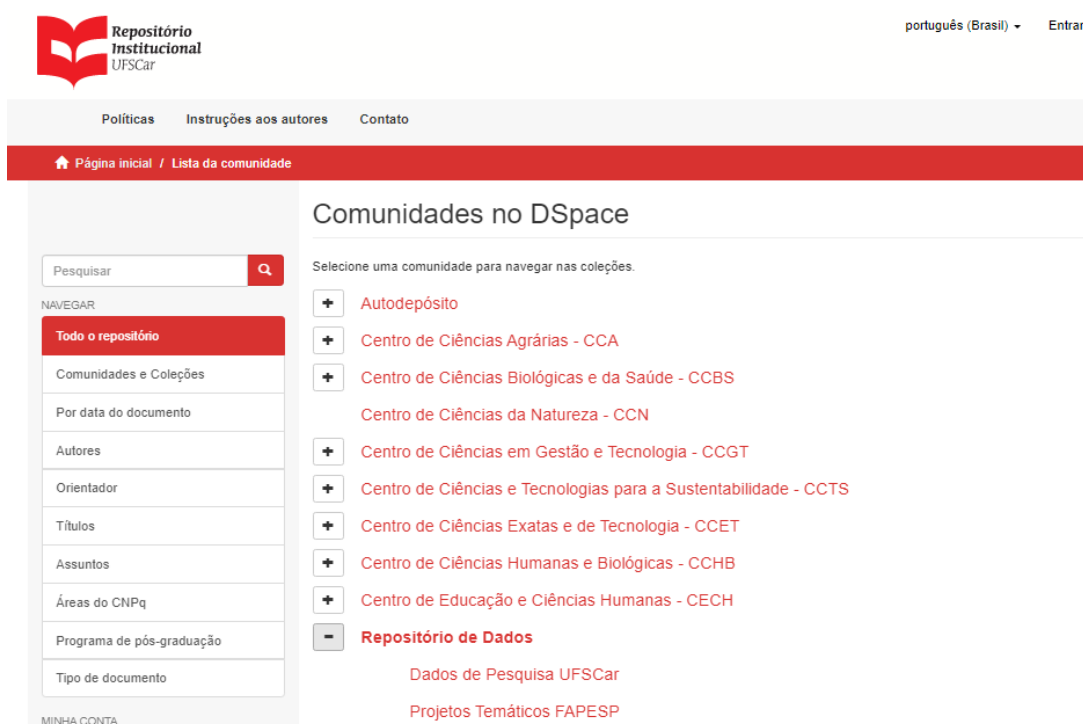 Repositório
Institucional
UFSCar
português (Brasil)
Entrar
Políticas
Instruções aos autores
Contato
Página inicial / Lista da comunidade
Comunidades no DSpace
Pesquisar
Selecione uma comunidade para navegar nas coleções.
NAVEGAR
Todo o repositório
Comunidades e Coleções
Por data do documento
Autores
Orientador
Títulos
Assuntos
Áreas do CNPq
Programa de pós-graduação
Tipo de documento
MINHA CONTA
Autodepósito
Centro de Ciências Agrárias - CCA
Centro de Ciências Biológicas e da Saúde - CCBS
Centro de Ciências da Natureza - CCN
Centro de Ciências em Gestão e Tecnologia - CCGT
Centro de Ciências e Tecnologias para a Sustentabilidade - CCTS
Centro de Ciências Exatas e de Tecnologia - CCET
Centro de Ciências Humanas e Biológicas - CCHB
Centro de Educação e Ciências Humanas - CECH
Repositório de Dados
Dados de Pesquisa UFSCar
Projetos Temáticos FAPESP